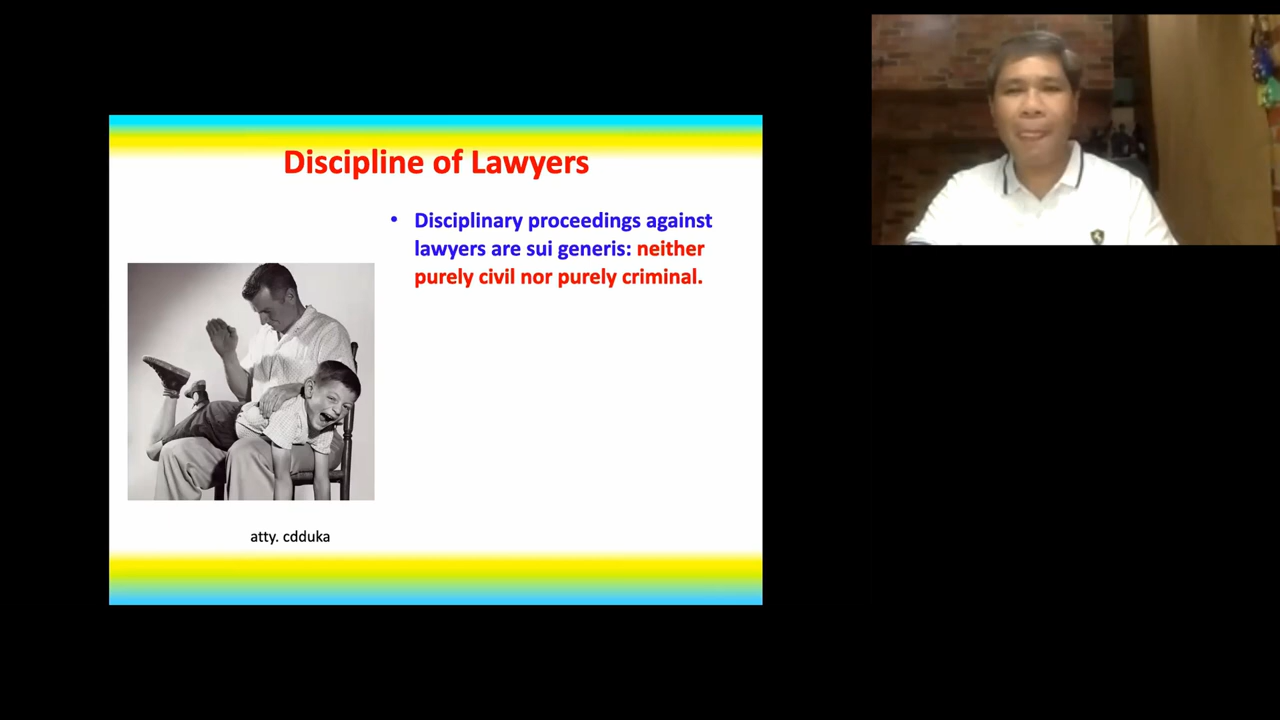 Discipline of Lawyers
• Disciplinary proceedings against
lawyers are sui generis: neither
purely civil nor purely criminal.
atty. cdduka